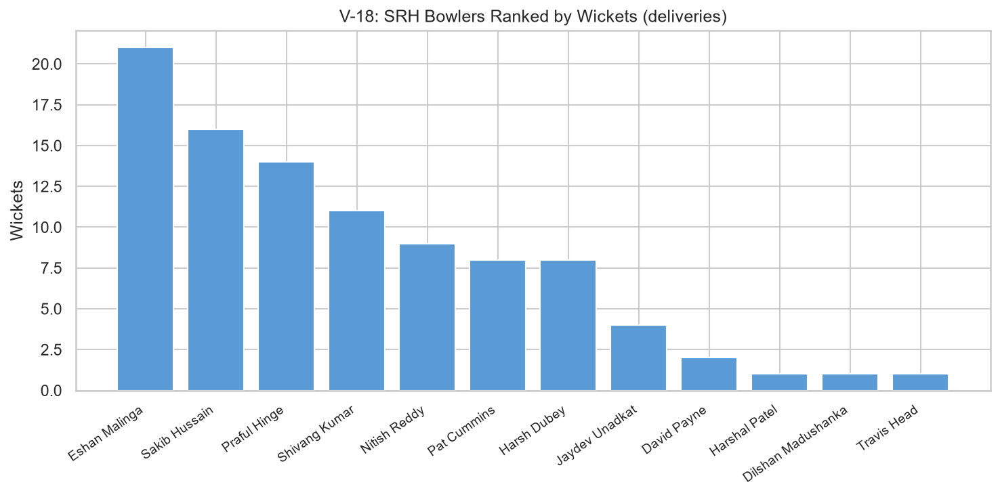 V-18: SRH Bowlers Ranked by Wickets (deliveries)
Wickets
20.0
17.5
15.0
12.5
10.0
7.5
5.0
2.5
0.0
Eshan Malinga
Sakib Hussain
Praful Hinge
Shivang Kumar
Nitish Reddy
Pat Cummins
Harsh Dubey
Jaydev Unadkat
David Payne
Harshal Patel
Dilshan Madushanka
Travis Head